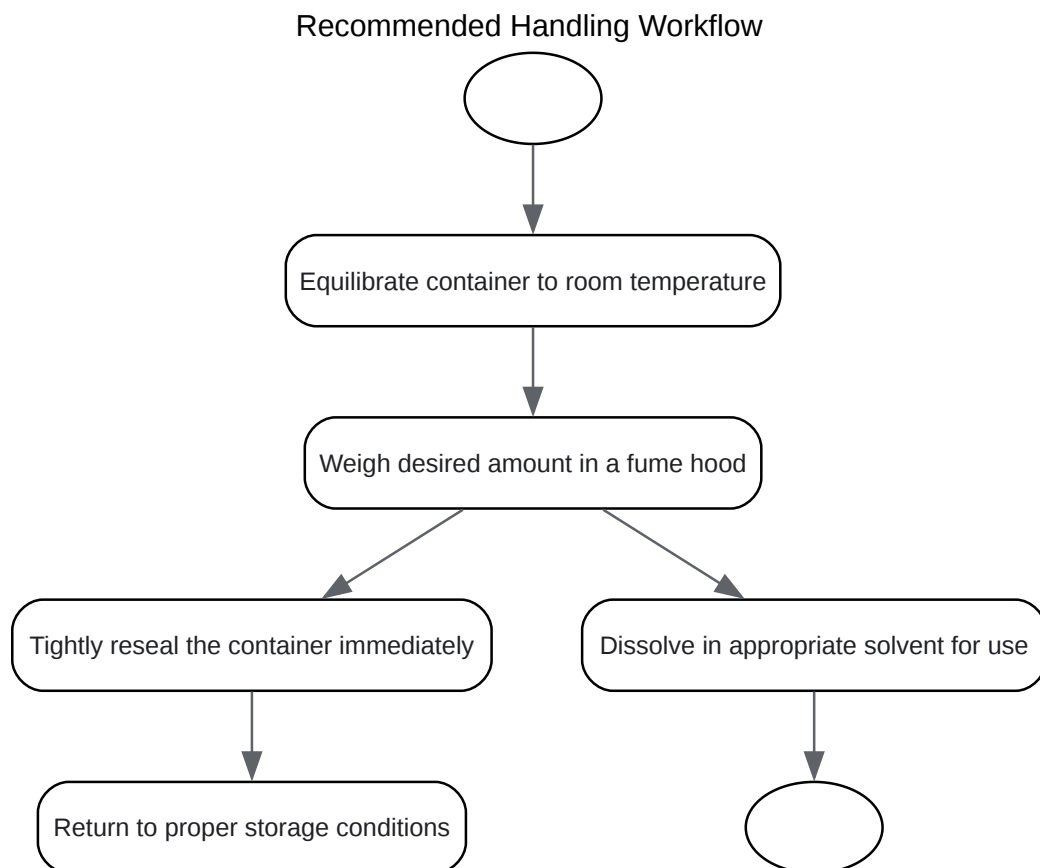 Recommended Handling Workflow
Equilibrate container to room temperature
Weigh desired amount in a fume hood
Tightly reseal the container immediately
Dissolve in appropriate solvent for use
Return to proper storage conditions